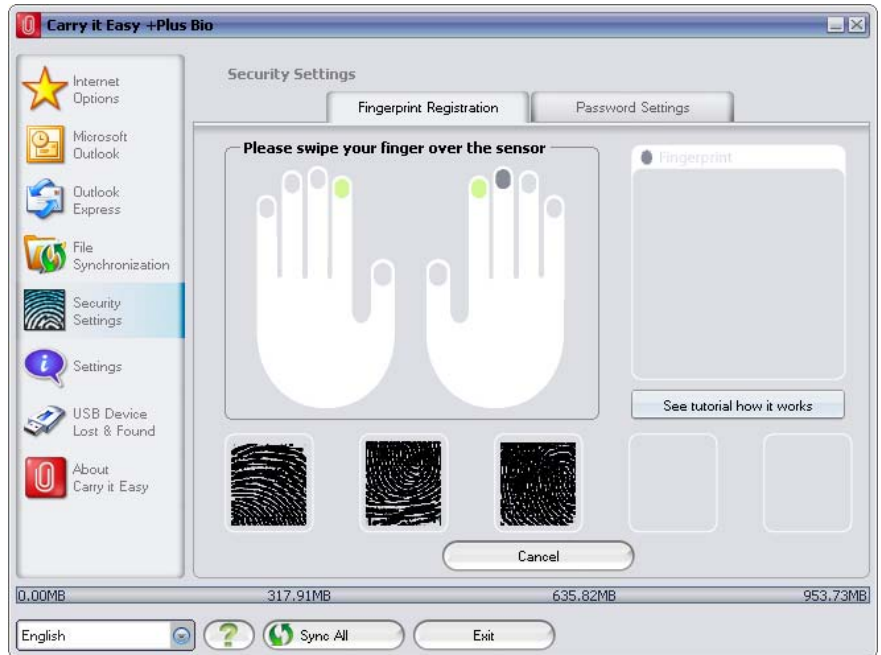 Carry it Easy +Plus Bio
Internet
Options
Microsoft
Outlook
Outlook
Express
File
Synchronization
Security
Settings
Settings
USB Device
Lost & Found
About
Carry it Easy
Security Settings
Fingerprint Registration
Password Settings
Please swipe your finger over the sensor
Fingerprint
See tutorial how it works
Cancel
0.00MB
317.91MB
635.82MB
953.73MB
English
?
Sync All
Exit